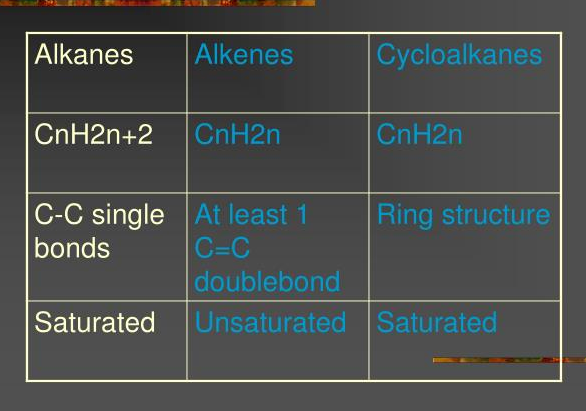 Alkanes
Alkenes
Cycloalkanes
CnH2n+2
CnH2n
CnH2n
C-C single
bonds
At least 1
C=C
doublebond
Ring structure
Saturated
Unsaturated
Saturated